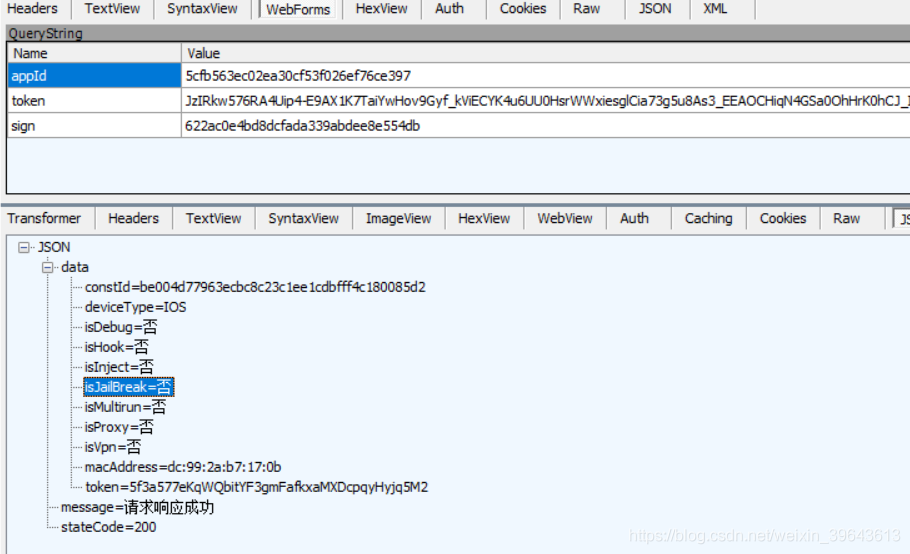 Headers TextView SyntaxView WebForms HexView Auth Cookies Raw JSON XML
QueryString
Name Value
appId 5cfb563ec02ea30cf53f026ef76ce397
token JzIRkw576RA4Uip4-E9AX1K7TaiYwHov9Gyf_kViECYK4u6UU0HsrWWxiesglCia73g5u8As3_EEAOCHiqN4GSa0OhHrK0hCJ_
sign 622ac0e4bd8dcfada339abdee8e554db
Transformer Headers TextView SyntaxView ImageView HexView WebView Auth Caching Cookies Raw JS
JSON
data
constId=be004d77963ecbc8c23c1ee1cdbfff4c180085d2
deviceType=IOS
isDebug=否
isHook=否
isInject=否
isJailBreak=否
isMultirun=否
isProxy=否
isVpn=否
macAddress=dc:99:2a:b7:17:0b
token=5f3a577eKqWQbitYF3gmFafkxaMXDcpqyHyjq5M2
message=请求响应成功
stateCode=200
https://blog.csdn.net/weixin_39643613